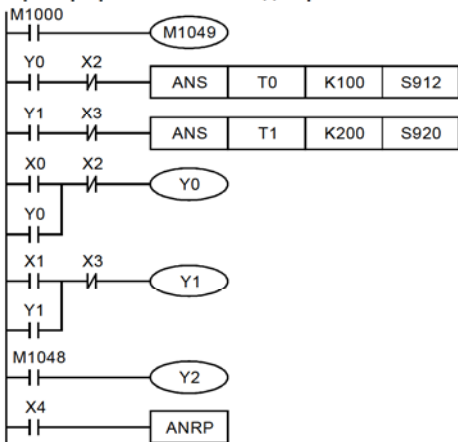 M1000
M1049
Y0 X2
ANS T0 K100 S912
Y1 X3
ANS T1 K200 S920
X0 X2
Y0
Y0
X1 X3
Y1
Y1
M1048
Y2
X4
ANRP